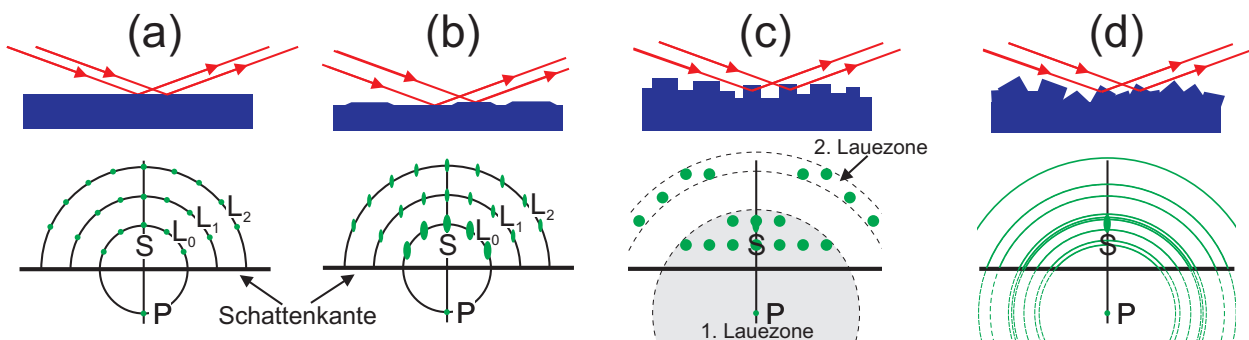 (a)
(b)
(c)
(d)
L₀
L₁
L₂
S
P
Schattenkante
L₀
L₁
L₂
S
P
2. Lauezone
S
P
1. Lauezone
S
P